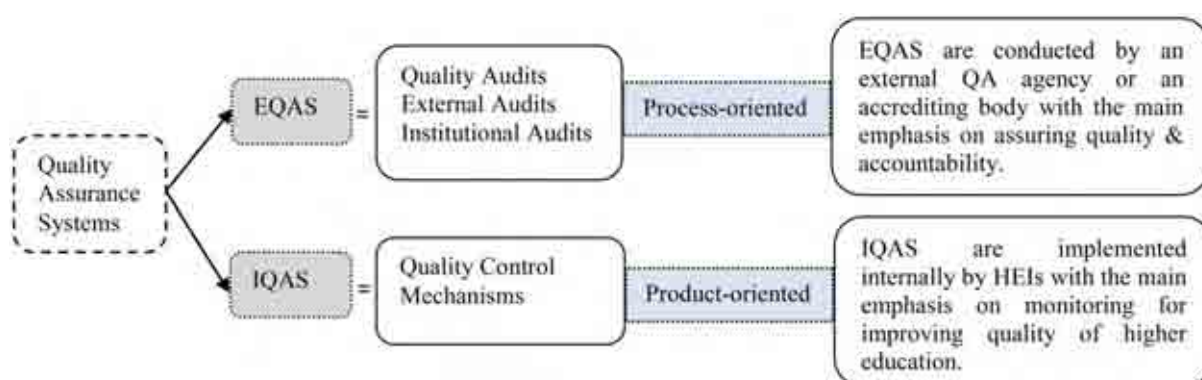 Quality
Assurance
Systems
EQAS
=
Quality Audits
External Audits
Institutional Audits
Process-oriented
EQAS are conducted by an
external QA agency or an
accrediting body with the main
emphasis on assuring quality &
accountability.
IQAS
=
Quality Control
Mechanisms
Product-oriented
IQAS are implemented
internally by HEIs with the main
emphasis on monitoring for
improving quality of higher
education.